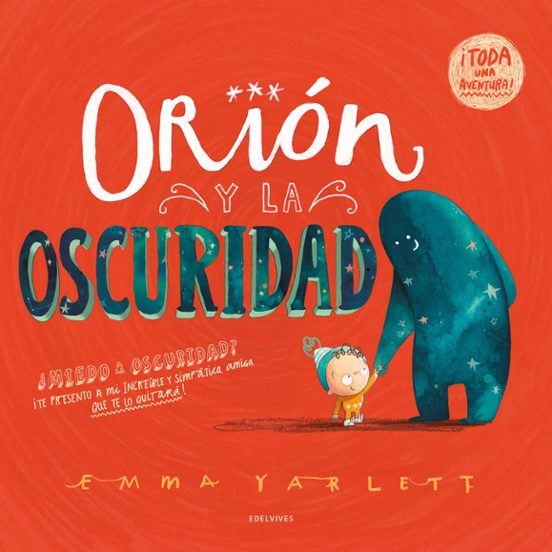 ¡TODA
UNA
AVENTURA!
ORIÓN
Y LA
OSCURIDAD
¿MIEDO A LA OSCURIDAD?
¡TE PRESENTO A MI INCREÍBLE Y SIMPÁTICA AMIGA
QUE TE LO QUITARÁ!
EMMA YARLETT
EDELVIVES